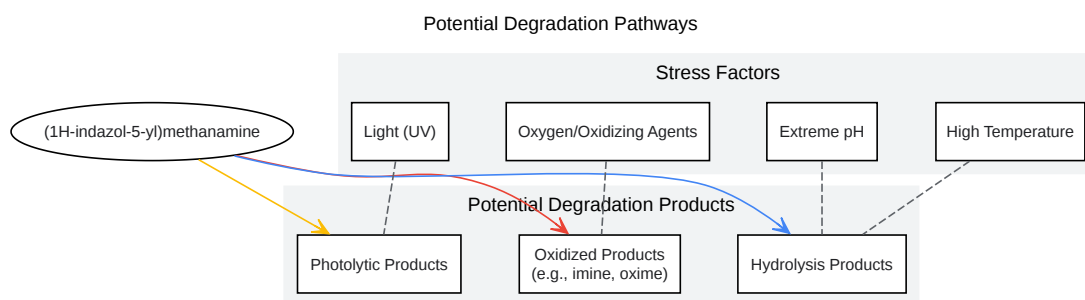 Potential Degradation Pathways
Stress Factors
(1H-indazol-5-yl)methanamine
Light (UV)
Oxygen/Oxidizing Agents
Extreme pH
High Temperature
Potential Degradation Products
Photolytic Products
Oxidized Products
(e.g., imine, oxime)
Hydrolysis Products